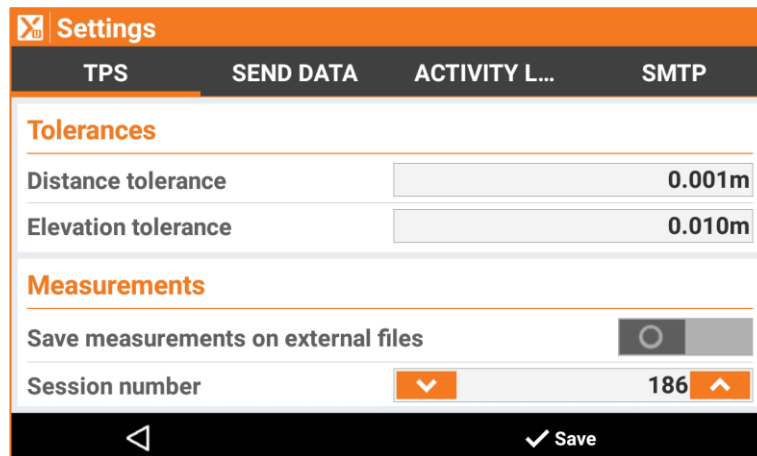 Settings
TPS SEND DATA ACTIVITY L... SMTP
Tolerances
Distance tolerance 0.001m
Elevation tolerance 0.010m
Measurements
Save measurements on external files
Session number 186
Save